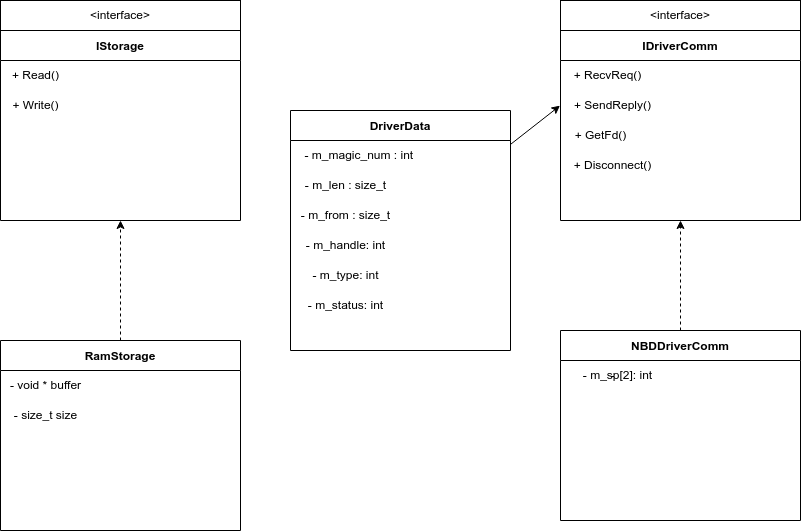 <interface>
IStorage
+ Read()
+ Write()
DriverData
- m_magic_num : int
- m_len : size_t
- m_from : size_t
- m_handle: int
- m_type: int
- m_status: int
<interface>
IDriverComm
+ RecvReq()
+ SendReply()
+ GetFd()
+ Disconnect()
RamStorage
- void * buffer
- size_t size
NBDDriverComm
- m_sp[2]: int